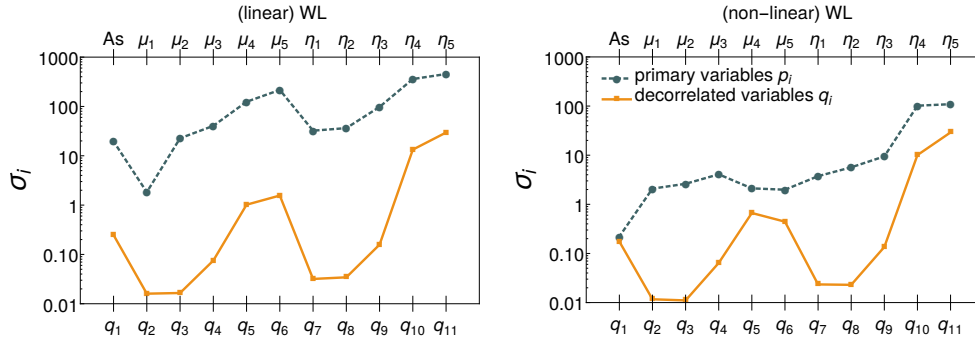 (linear) WL
As μ1 μ2 μ3 μ4 μ5 η1 η2 η3 η4 η5
1000
100
10
1
0.10
0.01
σi
q1 q2 q3 q4 q5 q6 q7 q8 q9 q10 q11
(non-linear) WL
As μ1 μ2 μ3 μ4 μ5 η1 η2 η3 η4 η5
1000
100
10
1
0.10
0.01
σi
primary variables pi
decorrelated variables qi
q1 q2 q3 q4 q5 q6 q7 q8 q9 q10 q11